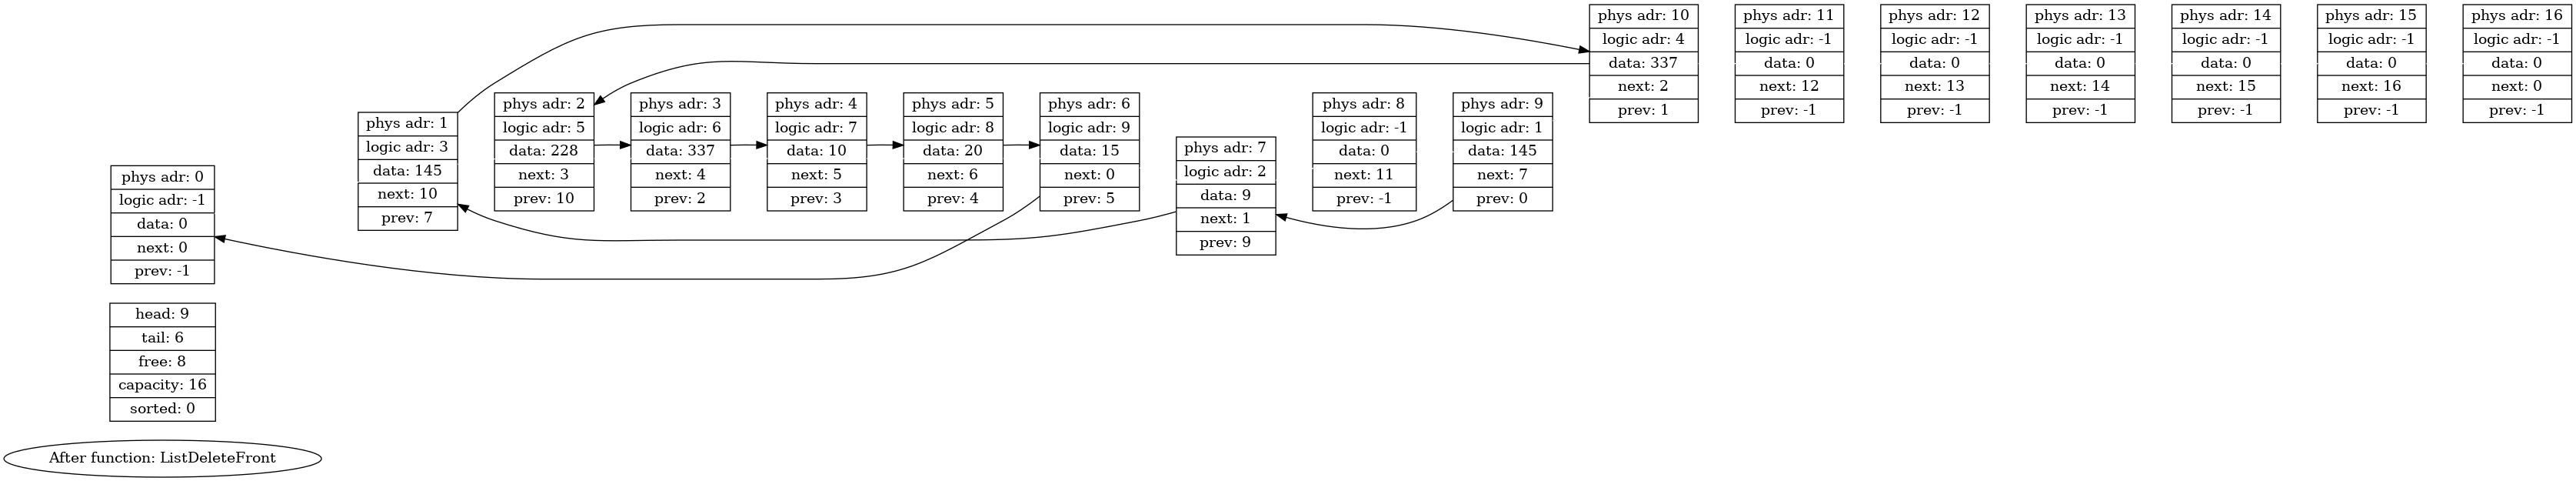 phys adr: 0
logic adr: -1
data: 0
next: 0
prev: -1
head: 9
tail: 6
free: 8
capacity: 16
sorted: 0
After function: ListDeleteFront
phys adr: 1
logic adr: 3
data: 145
next: 10
prev: 7
phys adr: 2
logic adr: 5
data: 228
next: 3
prev: 10
phys adr: 3
logic adr: 6
data: 337
next: 4
prev: 2
phys adr: 4
logic adr: 7
data: 10
next: 5
prev: 3
phys adr: 5
logic adr: 8
data: 20
next: 6
prev: 4
phys adr: 6
logic adr: 9
data: 15
next: 0
prev: 5
phys adr: 7
logic adr: 2
data: 9
next: 1
prev: 9
phys adr: 8
logic adr: -1
data: 0
next: 11
prev: -1
phys adr: 9
logic adr: 1
data: 145
next: 7
prev: 0
phys adr: 10
logic adr: 4
data: 337
next: 2
prev: 1
phys adr: 11
logic adr: -1
data: 0
next: 12
prev: -1
phys adr: 12
logic adr: -1
data: 0
next: 13
prev: -1
phys adr: 13
logic adr: -1
data: 0
next: 14
prev: -1
phys adr: 14
logic adr: -1
data: 0
next: 15
prev: -1
phys adr: 15
logic adr: -1
data: 0
next: 16
prev: -1
phys adr: 16
logic adr: -1
data: 0
next: 0
prev: -1